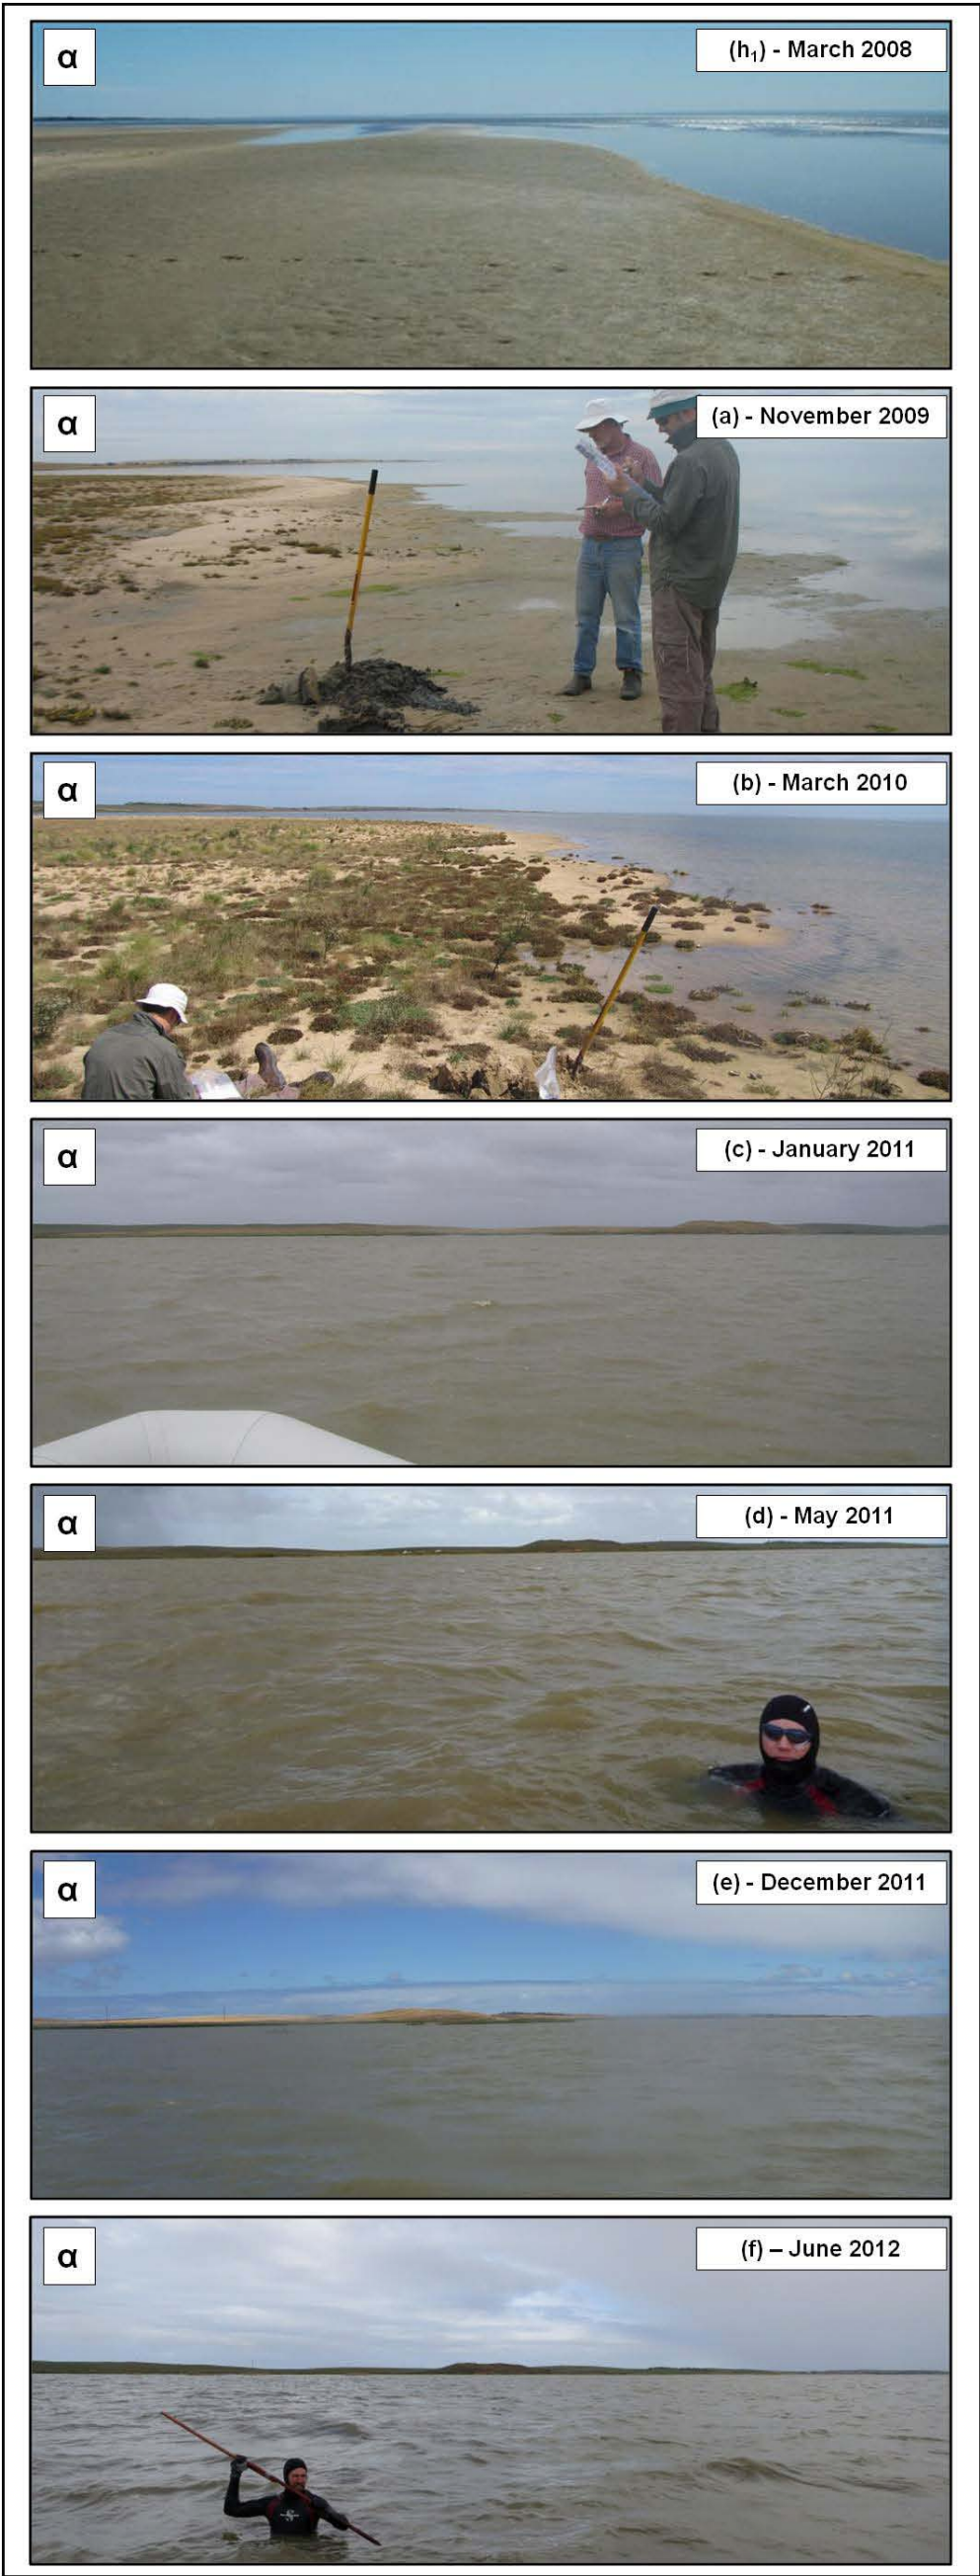 α
(h₁) - March 2008
α
(a) - November 2009
α
(b) - March 2010
α
(c) - January 2011
α
(d) - May 2011
α
(e) - December 2011
α
(f) – June 2012